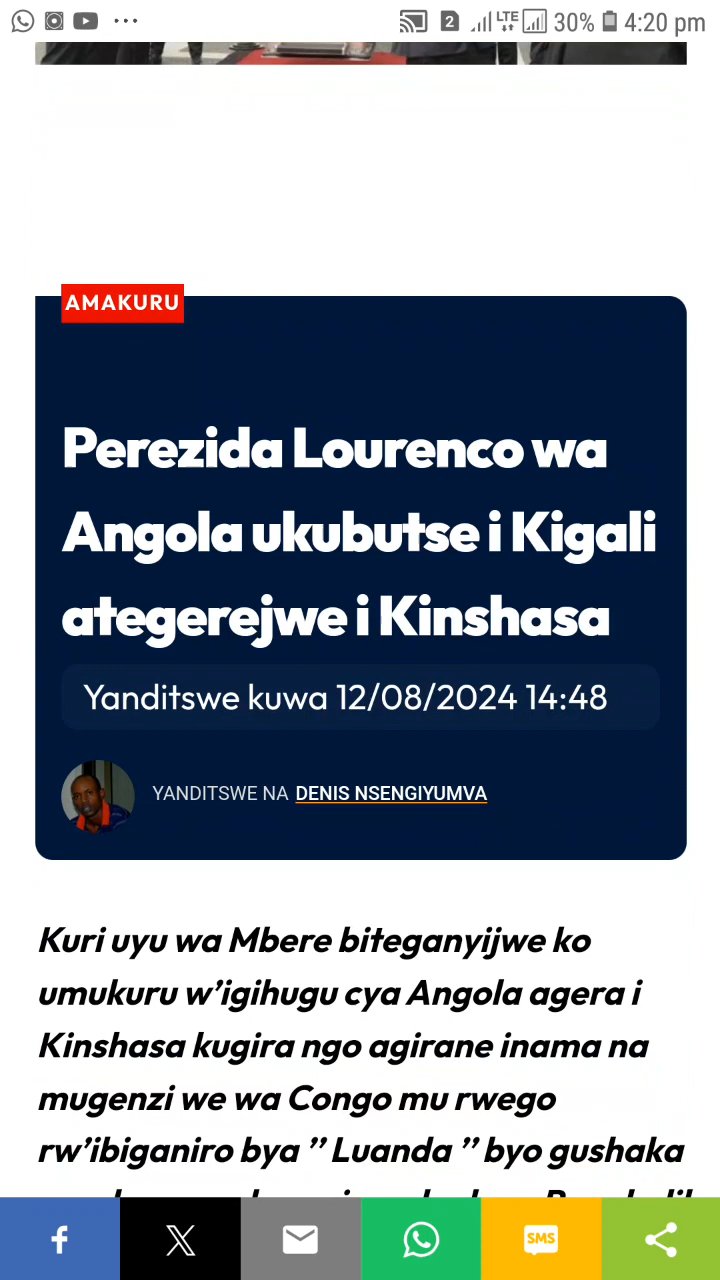 2 LTE 30% 4:20 pm
AMAKURU
Perezida Lourenco wa
Angola ukubutse i Kigali
ategerejwe i Kinshasa
Yanditswe kuwa 12/08/2024 14:48
YANDITSWE NA DENIS NSENGIYUMVA
Kuri uyu wa Mbere biteganyijwe ko
umukuru w’igihugu cya Angola agera i
Kinshasa kugira ngo agirane inama na
mugenzi we wa Congo mu rwego
rw’ibiganiro bya ’’ Luanda ’’ byo gushaka
SMS